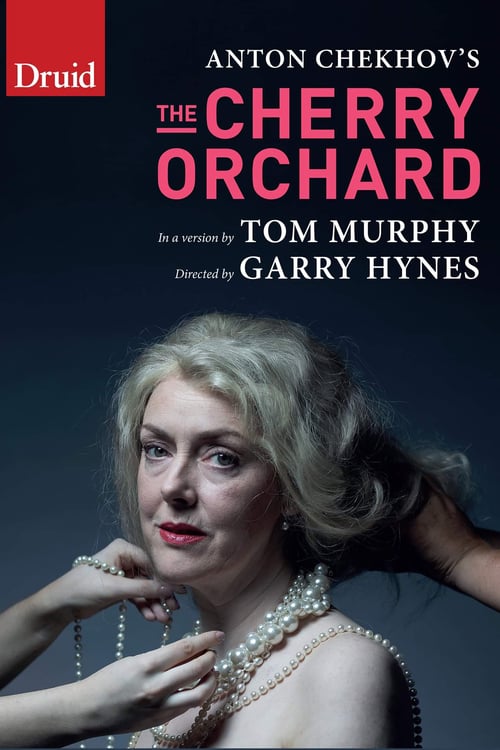 Druid
ANTON CHEKHOV'S
THE CHERRY
ORCHARD
In a version by TOM MURPHY
Directed by GARRY HYNES